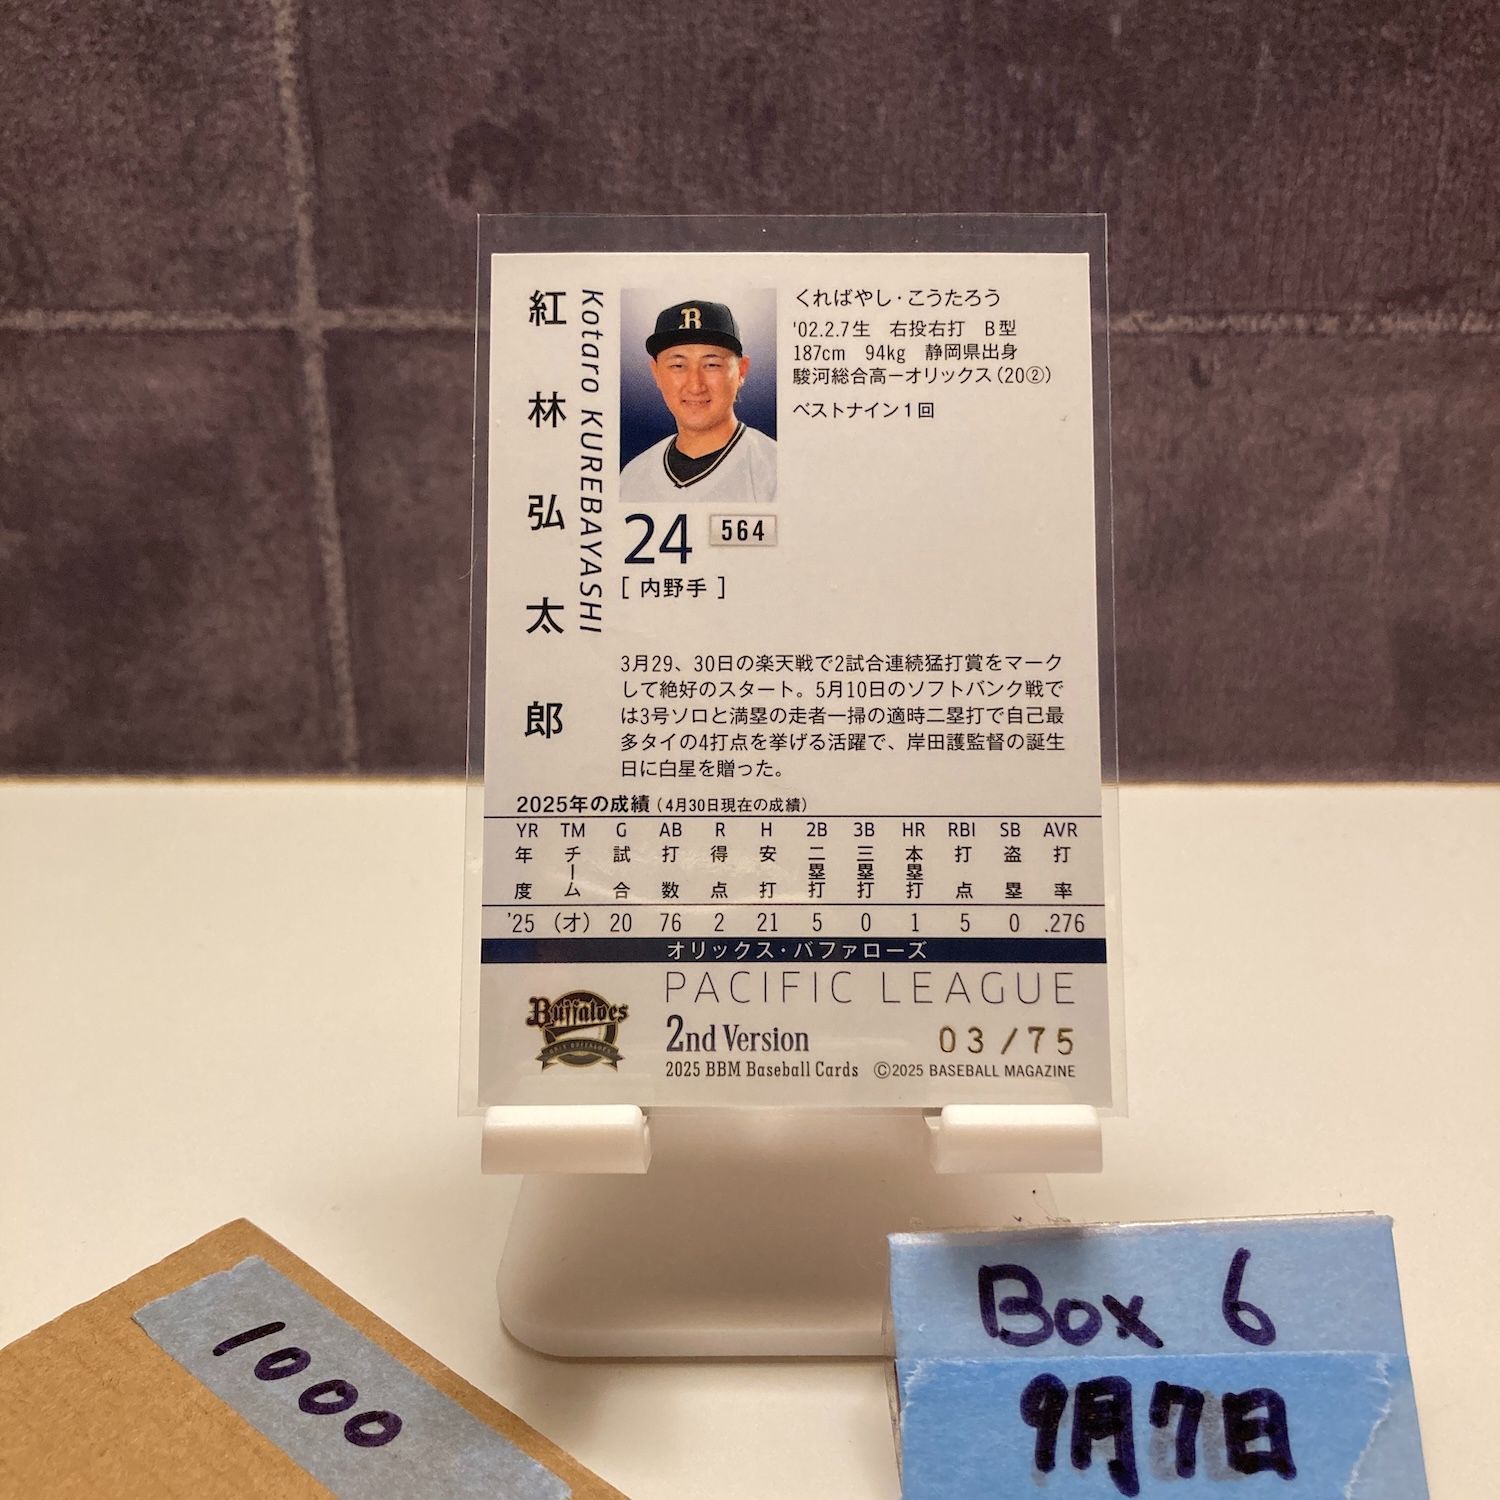 紅林弘太郎
Kotaro KUREBAYASHI
B
くればやし・こうたろう
'02.2.7生 右投右打 B型
187cm 94kg 静岡県出身
駿河総合高ーオリックス(20②)
ベストナイン1回
24
564
[内野手]
3月29、30日の楽天戦で2試合連続猛打賞をマーク
して絶好のスタート。5月10日のソフトバンク戦で
は3号ソロと満塁の走者一掃の適時二塁打で自己最
多タイの4打点を挙げる活躍で、岸田護監督の誕生
日に白星を贈った。
2025年の成績(4月30日現在の成績)
YR TM G AB R H 2B 3B HR RBI SB AVR
年度 チーム 試合 打数 得点 安打 二塁打 三塁打 本塁打 打点 盗塁 打率
'25 (オ) 20 76 2 21 5 0 1 5 0 .276
オリックス・バファローズ
PACIFIC LEAGUE
Buffaloes
ORIX BUFFALOES
2nd Version
03/75
2025 BBM Baseball Cards ©2025 BASEBALL MAGAZINE
1000
Box 6
9月7日